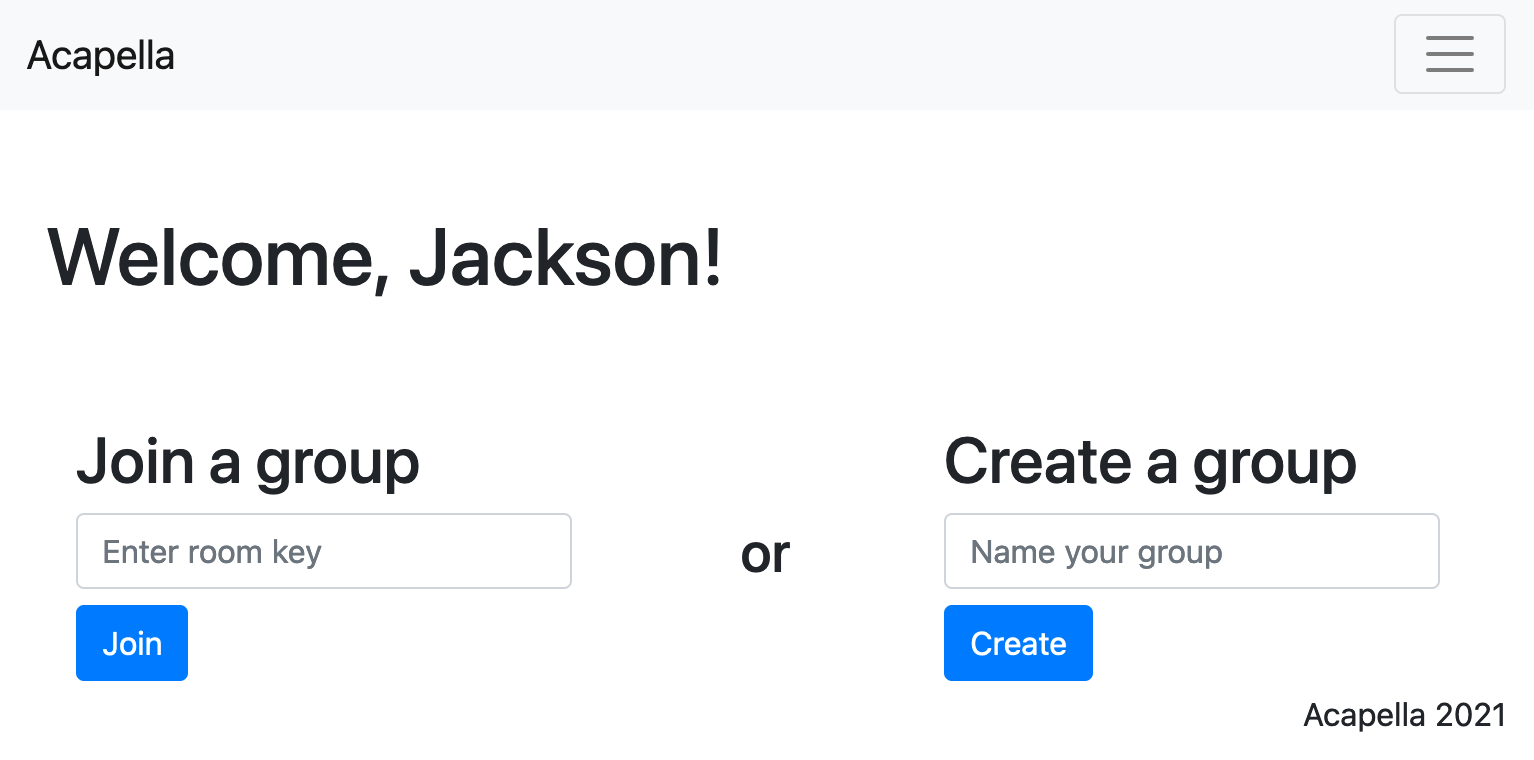 Acapella
Welcome, Jackson!
Join a group
Enter room key
Join
or
Create a group
Name your group
Create
Acapella 2021